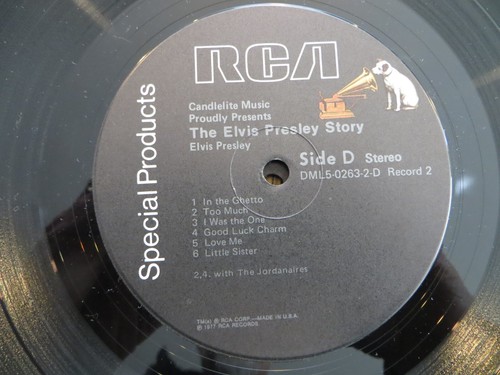 RCA
Special Products
Candlelite Music
Proudly Presents
The Elvis Presley Story
Elvis Presley
Side D Stereo
DML5-0263-2-D Record 2
1 In the Ghetto
2 Too Much
3 I Was the One
4 Good Luck Charm
5 Love Me
6 Little Sister
2,4. with The Jordanaires
TM(s) ® RCA CORP.—MADE IN U.S.A.
℗ 1977 RCA RECORDS.